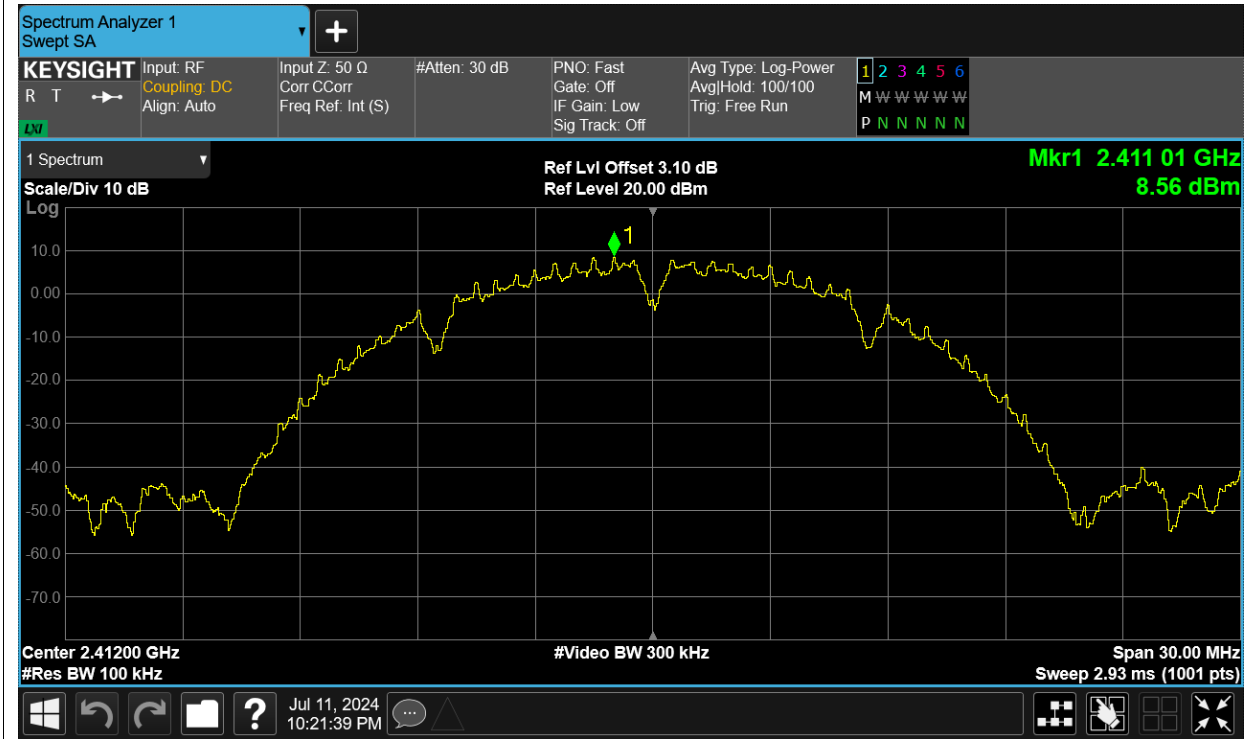 Spectrum Analyzer 1
Swept SA
KEYSIGHT
R T
LXI
Input: RF
Coupling: DC
Align: Auto
Input Z: 50 Ω
Corr CCorr
Freq Ref: Int (S)
#Atten: 30 dB
PNO: Fast
Gate: Off
IF Gain: Low
Sig Track: Off
Avg Type: Log-Power
Avg|Hold: 100/100
Trig: Free Run
1 2 3 4 5 6
M W W W W W W
P N N N N N N
1 Spectrum
Scale/Div 10 dB
Log
Ref Lvl Offset 3.10 dB
Ref Level 20.00 dBm
Mkr1 2.411 01 GHz
8.56 dBm
1
10.0
0.00
-10.0
-20.0
-30.0
-40.0
-50.0
-60.0
-70.0
Center 2.41200 GHz
#Res BW 100 kHz
#Video BW 300 kHz
Span 30.00 MHz
Sweep 2.93 ms (1001 pts)
?
Jul 11, 2024
10:21:39 PM